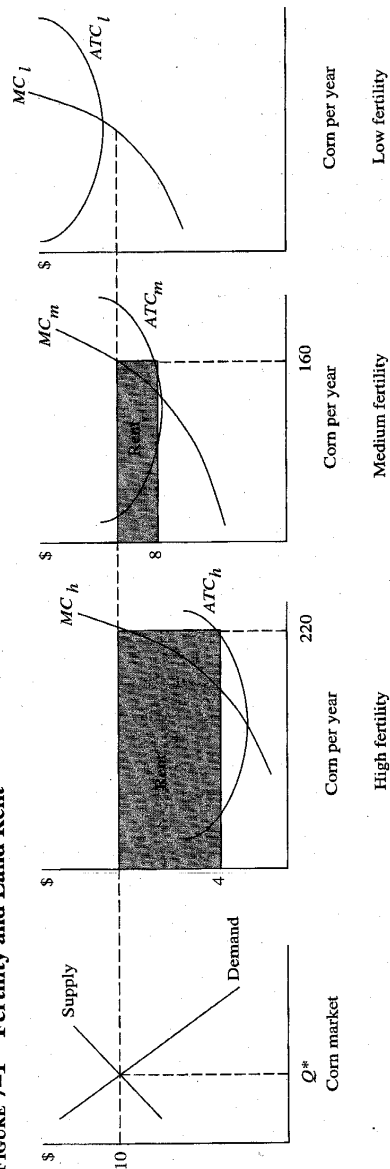 FIGURE 7–1 Fertility and Land Rent
$
Supply
10
Demand
Q*
Corn market
$
MC h
Rent
ATC h
4
220
Corn per year
High fertility
$
MC m
Rent
ATC m
8
160
Corn per year
Medium fertility
$
MC l
ATC l
Corn per year
Low fertility